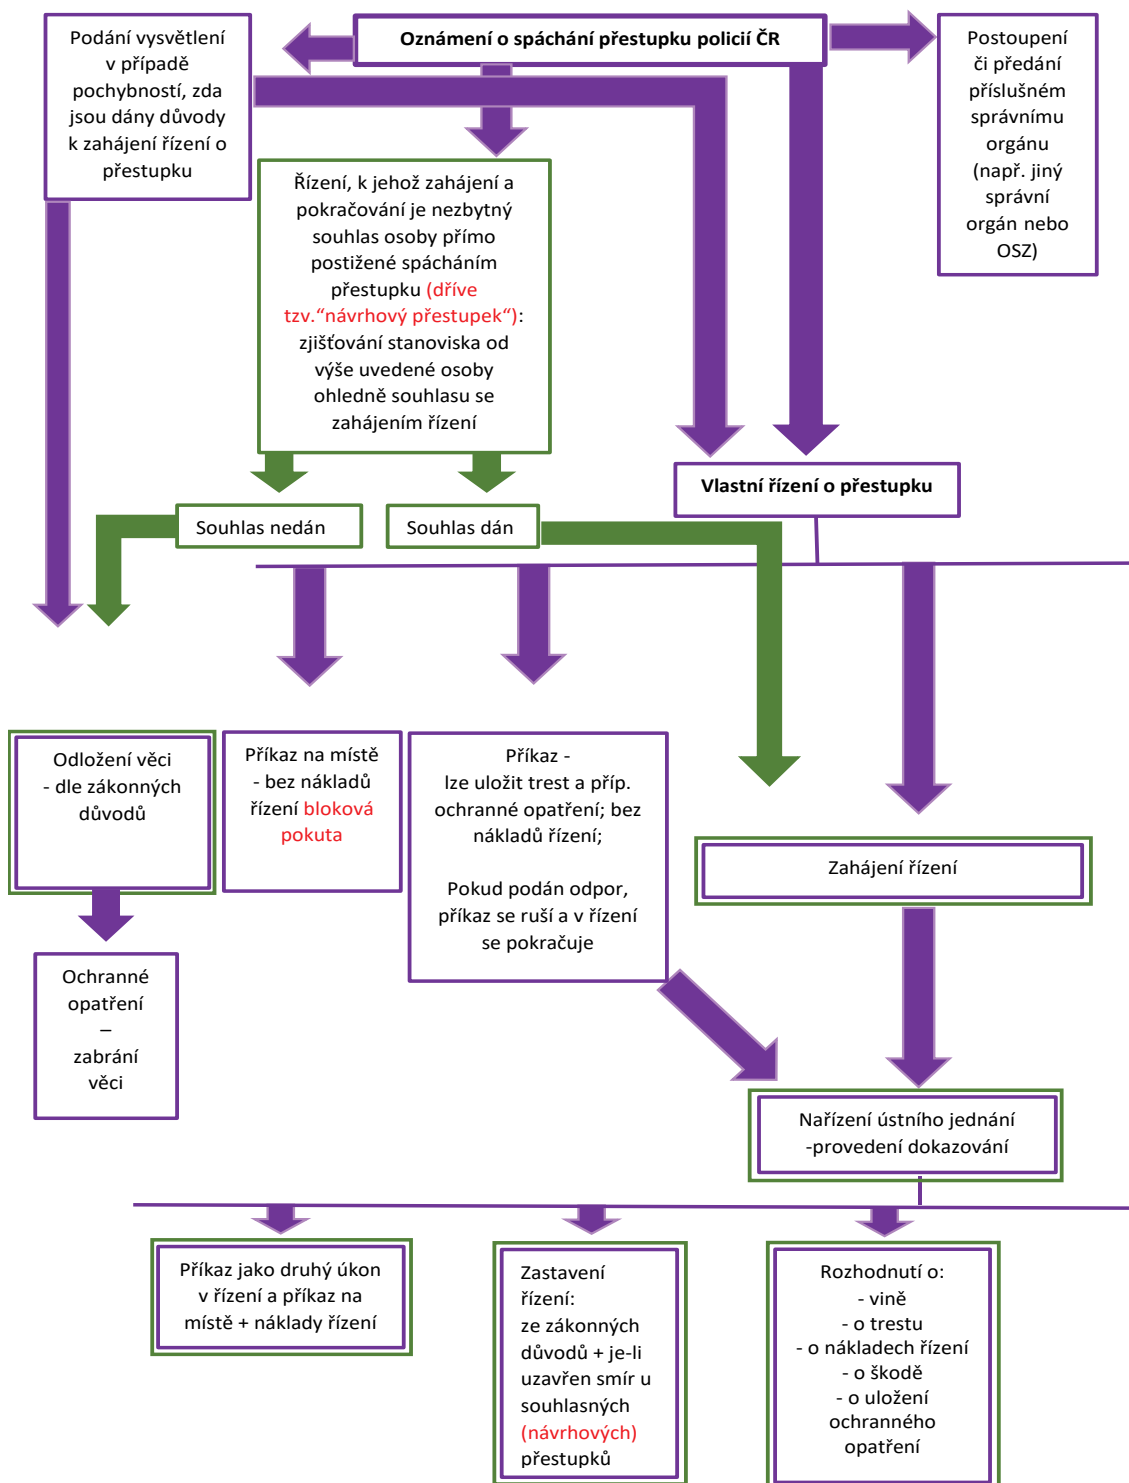 Podání vysvětlení
v případě
pochybností, zda
jsou dány důvody
k zahájení řízení o
přestupku
Oznámení o spáchání přestupku policií ČR
Postoupení
či předání
příslušném
správnímu
orgánu
(např. jiný
správní
orgán nebo
OSZ)
Řízení, k jehož zahájení a
pokračování je nezbytný
souhlas osoby přímo
postižené spácháním
přestupku (dříve
tzv.“návrhový přestupek“):
zjišťování stanoviska od
výše uvedené osoby
ohledně souhlasu se
zahájením řízení
Vlastní řízení o přestupku
Souhlas nedán
Souhlas dán
Odložení věci
- dle zákonných
důvodů
Příkaz na místě
- bez nákladů
řízení bloková
pokuta
Příkaz -
lze uložit trest a příp.
ochranné opatření; bez
nákladů řízení;
Pokud podán odpor,
příkaz se ruší a v řízení
se pokračuje
Zahájení řízení
Ochranné
opatření
–
zabrání
věci
Nařízení ústního jednání
-provedení dokazování
Příkaz jako druhý úkon
v řízení a příkaz na
místě + náklady řízení
Zastavení
řízení:
ze zákonných
důvodů + je-li
uzavřen smír u
souhlasných
(návrhových)
přestupků
Rozhodnutí o:
- vině
- o trestu
- o nákladech řízení
- o škodě
- o uložení
ochranného
opatření